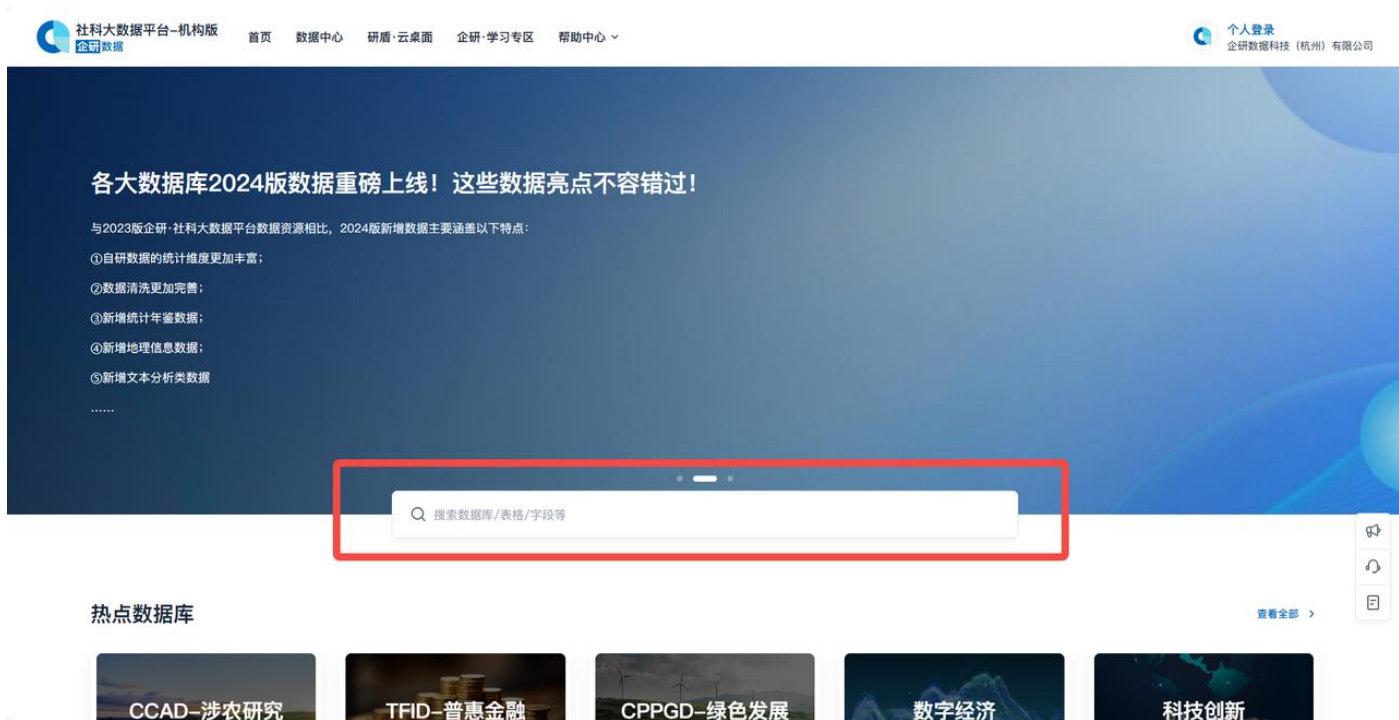 社科大数据平台-机构版
企研数据
首页 数据中心 研盾·云桌面 企研·学习专区 帮助中心
个人登录
企研数据科技（杭州）有限公司
各大数据库2024版数据重磅上线！这些数据亮点不容错过！
与2023版企研·社科大数据平台数据资源相比，2024版新增数据主要涵盖以下特点：
①自研数据的统计维度更加丰富；
②数据清洗更加完善；
③新增统计年鉴数据；
④新增地理信息数据；
⑤新增文本分析类数据
……
搜索数据库/表格/字段等
热点数据库
查看全部
CCAD-涉农研究 TFID-普惠金融 CPPGD-绿色发展 数字经济 科技创新